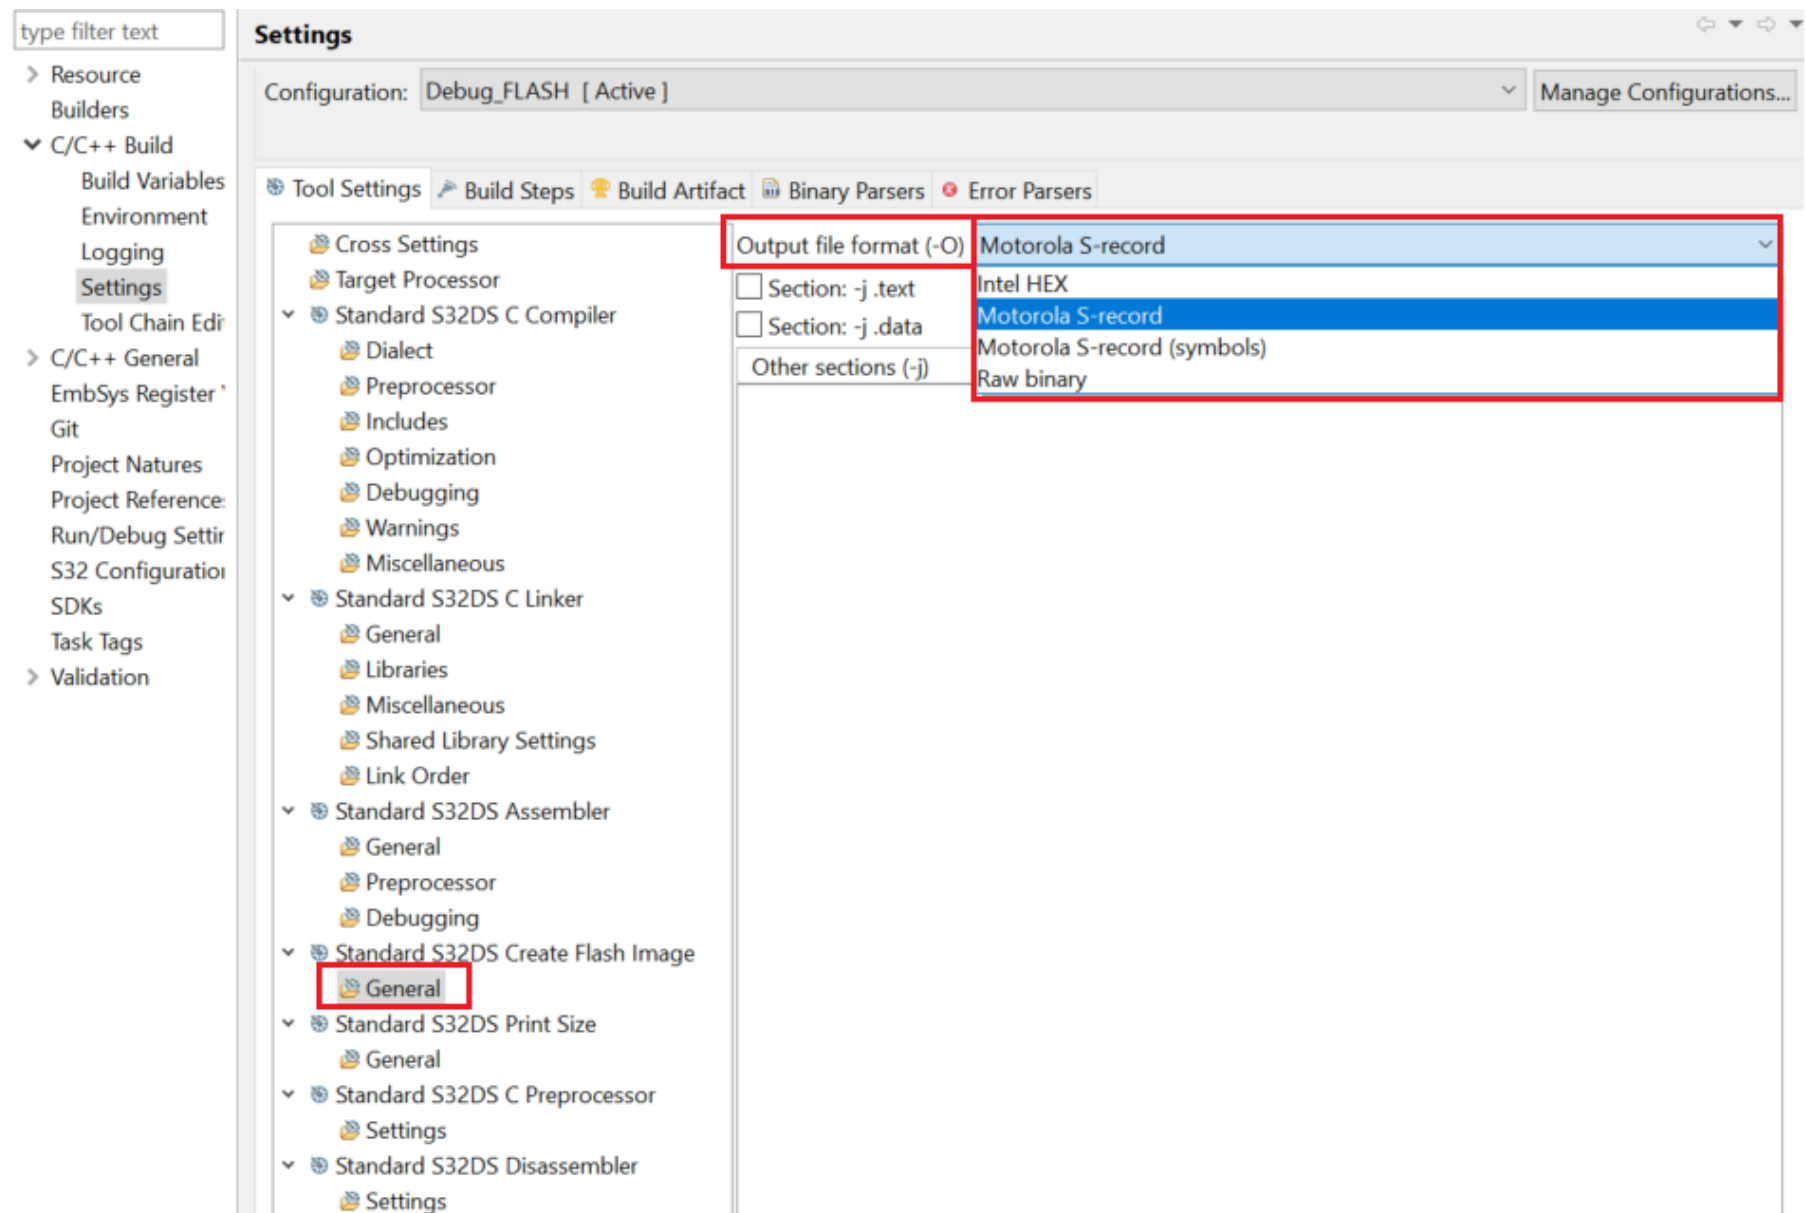 type filter text
Resource
Builders
C/C++ Build
Build Variables
Environment
Logging
Settings
Tool Chain Edi
C/C++ General
EmbSys Register
Git
Project Natures
Project Reference
Run/Debug Settin
S32 Configuration
SDKs
Task Tags
Validation
Settings
Configuration: Debug_FLASH [ Active ] Manage Configurations...
Tool Settings Build Steps Build Artifact Binary Parsers Error Parsers
Cross Settings
Target Processor
Standard S32DS C Compiler
Dialect
Preprocessor
Includes
Optimization
Debugging
Warnings
Miscellaneous
Standard S32DS C Linker
General
Libraries
Miscellaneous
Shared Library Settings
Link Order
Standard S32DS Assembler
General
Preprocessor
Debugging
Standard S32DS Create Flash Image
General
Standard S32DS Print Size
General
Standard S32DS C Preprocessor
Settings
Standard S32DS Disassembler
Settings
Output file format (-O) Motorola S-record
Section: -j .text
Section: -j .data
Other sections (-j)
Intel HEX
Motorola S-record
Motorola S-record (symbols)
Raw binary